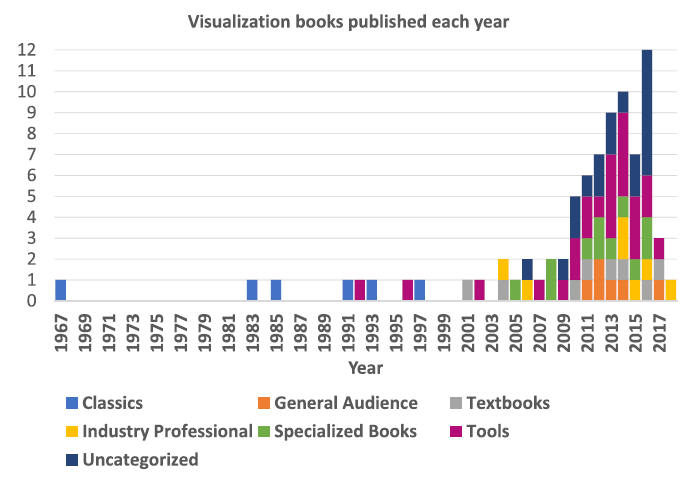 Visualization books published each year
12
11
10
9
8
7
6
5
4
3
2
1
0
1967 1969 1971 1973 1975 1977 1979 1981 1983 1985 1987 1989 1991 1993 1995 1997 1999 2001 2003 2005 2007 2009 2011 2013 2015 2017
Year
Classics General Audience Textbooks
Industry Professional Specialized Books Tools
Uncategorized